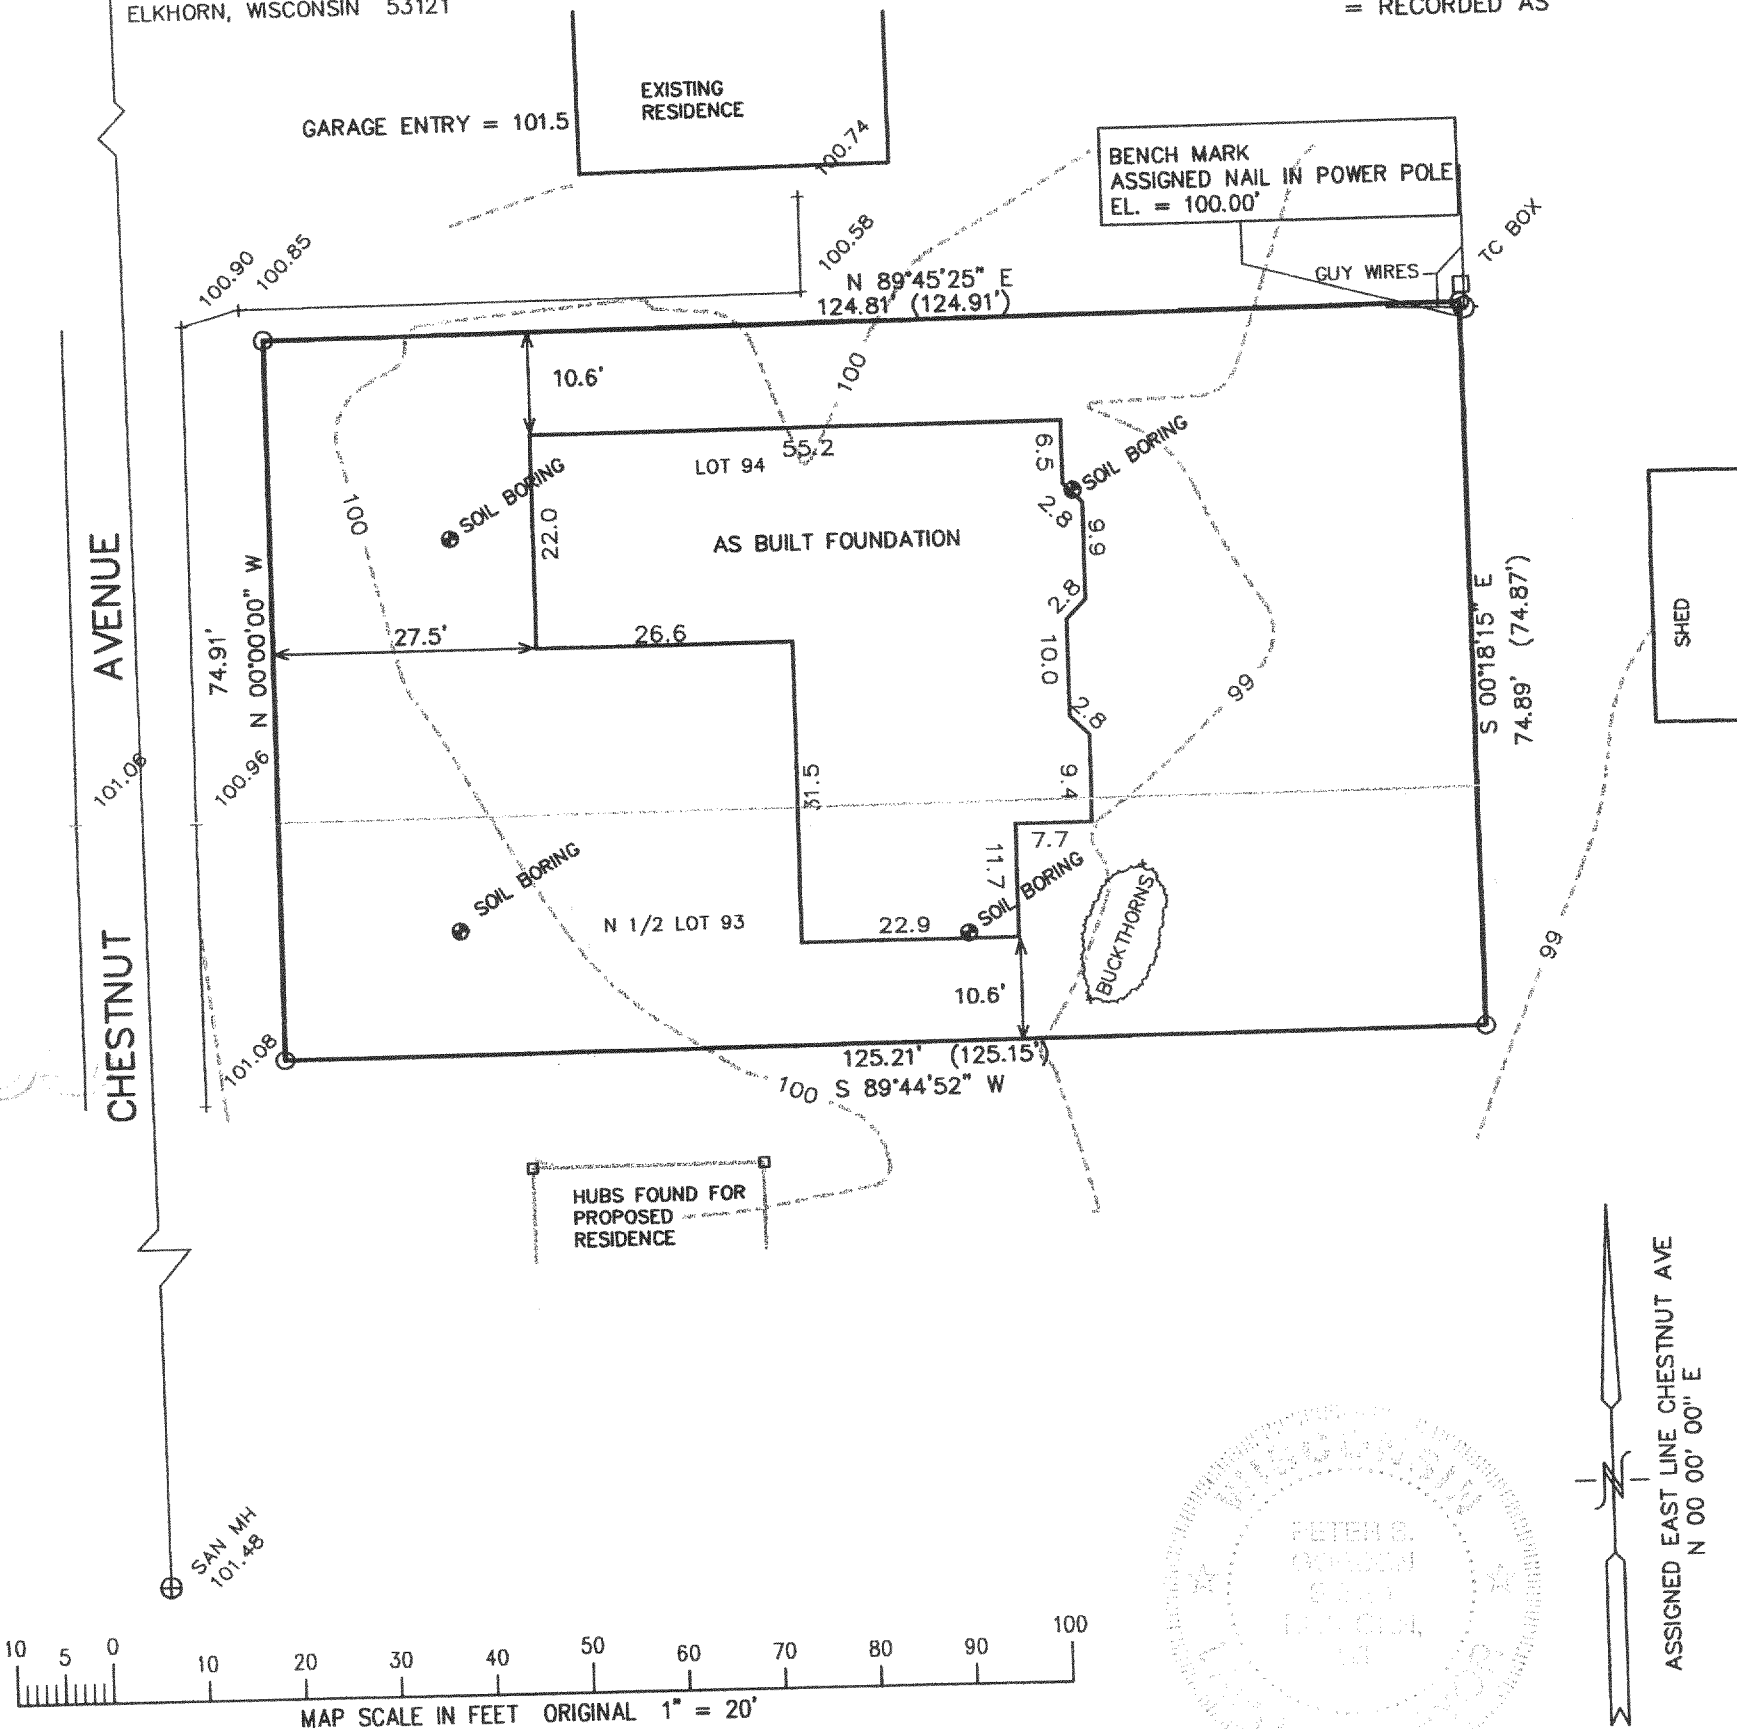 ELKHORN, WISCONSIN 53121
= RECORDED AS
EXISTING
RESIDENCE
GARAGE ENTRY = 101.5
100.74
BENCH MARK
ASSIGNED NAIL IN POWER POLE
EL. = 100.00'
TC BOX
GUY WIRES
100.90
100.85
100.58
N 89°45'25" E
124.81' (124.91')
10.6'
100
55.2
LOT 94
6.5
SOIL BORING
SOIL BORING
100
22.0
2.8
9.9
AS BUILT FOUNDATION
AVENUE
CHESTNUT
74.91'
N 00°00'00" W
27.5'
26.6
2.8
10.0
2.8
99
S 00°18'15" E
74.89' (74.87')
SHED
101.06
100.96
31.5
9.4
7.7
11.7
SOIL BORING
SOIL BORING
N 1/2 LOT 93
22.9
BUCKTHORNS
99
10.6'
101.08
125.21' (125.15')
100
S 89°44'52" W
HUBS FOUND FOR
PROPOSED
RESIDENCE
ASSIGNED EAST LINE CHESTNUT AVE
N 00 00' 00" E
N
WISCONSIN
PETER S.
SAN MH
101.48
10 5 0 10 20 30 40 50 60 70 80 90 100
MAP SCALE IN FEET ORIGINAL 1" = 20'